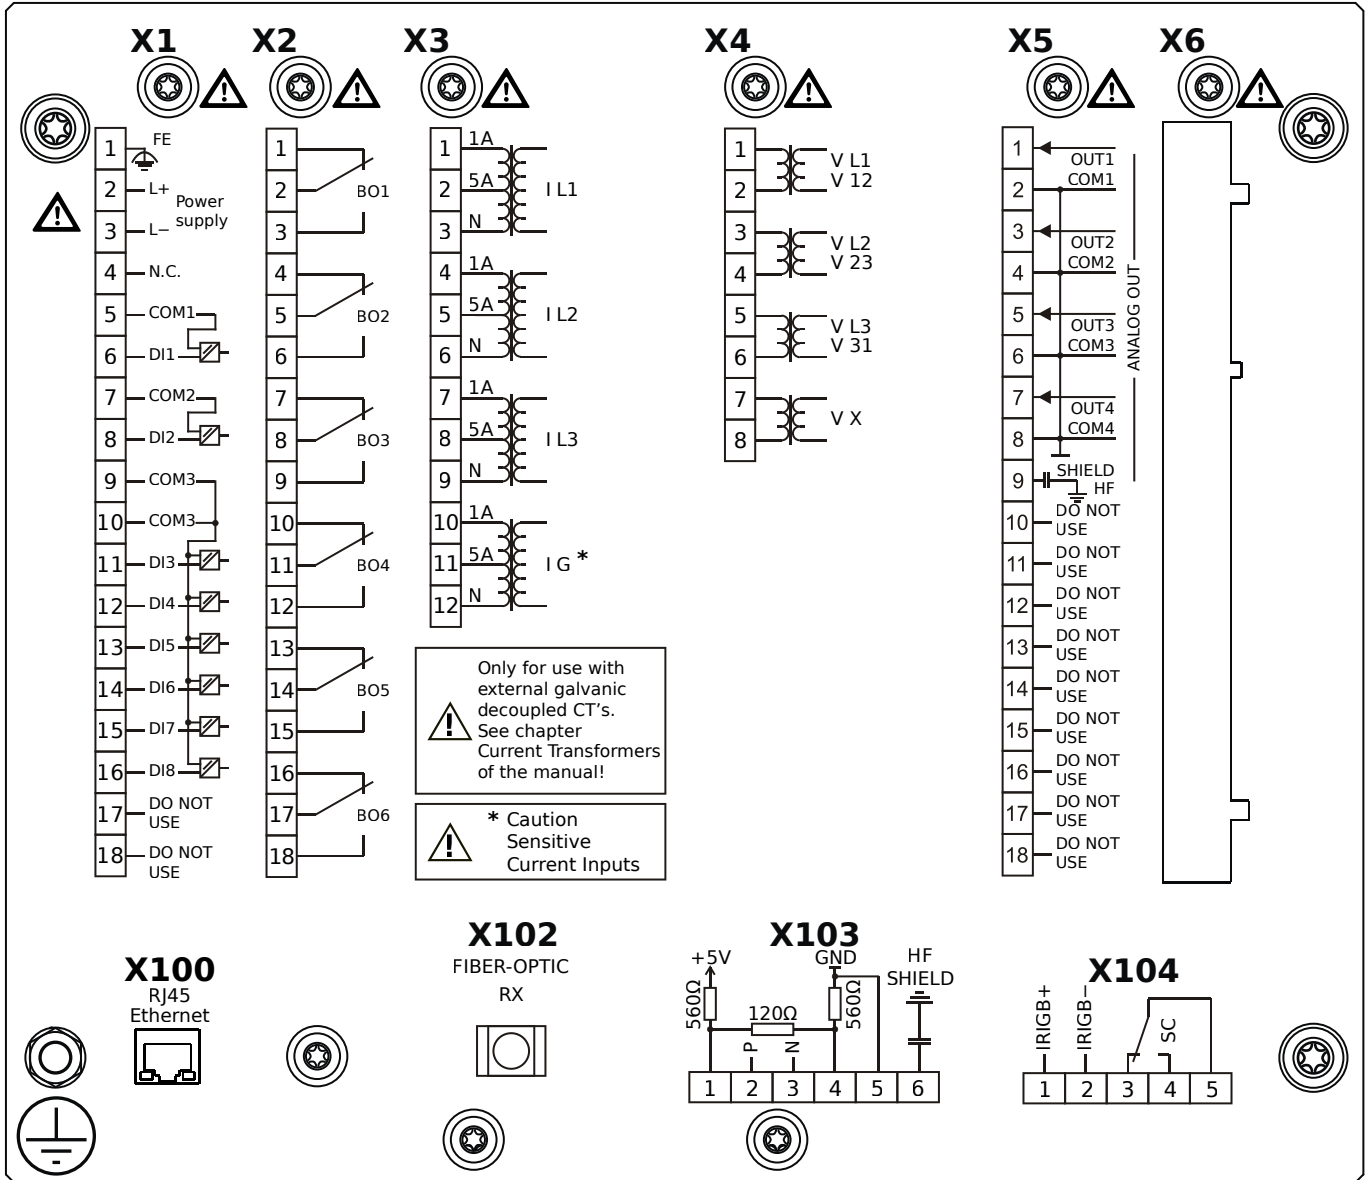 X1
X2
X3
X4
X5
X6
1 FE
2 L+
Power
supply
3 L−
4 N.C.
5 COM1
6 DI1
7 COM2
8 DI2
9 COM3
10 COM3
11 DI3
12 DI4
13 DI5
14 DI6
15 DI7
16 DI8
17 DO NOT
USE
18 DO NOT
USE
1
2 BO1
3
4
5 BO2
6
7
8 BO3
9
10
11 BO4
12
13
14 BO5
15
16
17 BO6
18
1 1A
2 5A I L1
3 N
4 1A
5 5A I L2
6 N
7 1A
8 5A I L3
9 N
10 1A
11 5A I G *
12 N
Only for use with
external galvanic
decoupled CT's.
See chapter
Current Transformers
of the manual!
* Caution
Sensitive
Current Inputs
1 V L1
2 V 12
3 V L2
4 V 23
5 V L3
6 V 31
7 V X
8
1 OUT1
2 COM1
3 OUT2
4 COM2
5 OUT3
6 COM3
7 OUT4
8 COM4
ANALOG OUT
9 SHIELD
HF
10 DO NOT
USE
11 DO NOT
USE
12 DO NOT
USE
13 DO NOT
USE
14 DO NOT
USE
15 DO NOT
USE
16 DO NOT
USE
17 DO NOT
USE
18 DO NOT
USE
X100
RJ45
Ethernet
X102
FIBER-OPTIC
RX
X103
+5V
GND
HF
SHIELD
560Ω
120Ω
560Ω
P
N
1 2 3 4 5 6
X104
IRIGB+
IRIGB−
SC
1 2 3 4 5